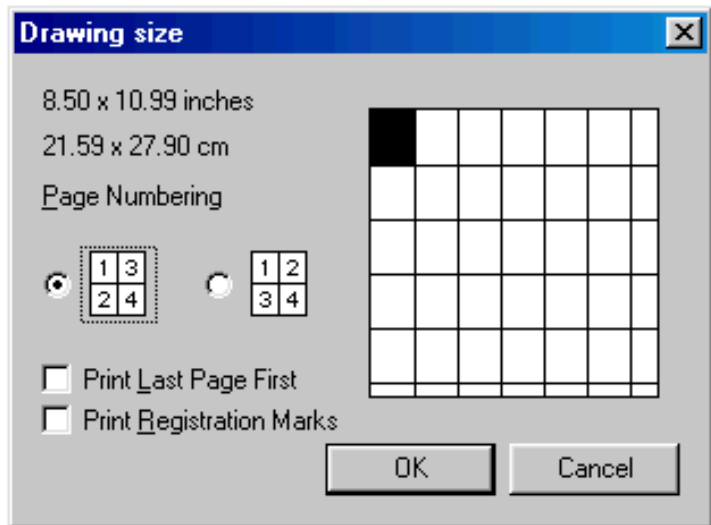 Drawing size
8.50 x 10.99 inches
21.59 x 27.90 cm
Page Numbering
1 3
2 4
1 2
3 4
Print Last Page First
Print Registration Marks
OK
Cancel